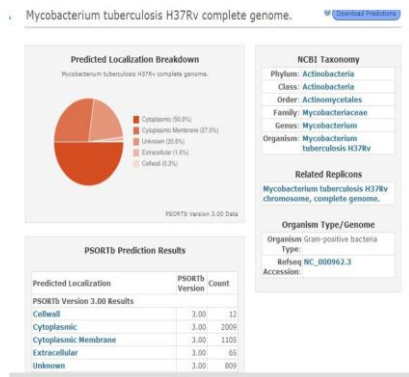 Mycobacterium tuberculosis H37Rv complete genome.
Download Predictions
Predicted Localization Breakdown
Mycobacterium tuberculosis H37Rv complete genome.
Cytoplasmic (50.0%)
Cytoplasmic Membrane (27.5%)
Unknown (20.6%)
Extracellular (1.6%)
Cellwall (0.3%)
PSORTb Version 3.00 Data
PSORTb Prediction Results
Predicted Localization PSORTb Version Count
PSORTb Version 3.00 Results
Cellwall 3.00 12
Cytoplasmic 3.00 2009
Cytoplasmic Membrane 3.00 1105
Extracellular 3.00 65
Unknown 3.00 809
NCBI Taxonomy
Phylum: Actinobacteria
Class: Actinobacteria
Order: Actinomycetales
Family: Mycobacteriaceae
Genus: Mycobacterium
Organism: Mycobacterium
tuberculosis H37Rv
Related Replicons
Mycobacterium tuberculosis H37Rv
chromosome, complete genome.
Organism Type/Genome
Organism Type: Gram-positive bacteria
Refseq Accession: NC_000962.3